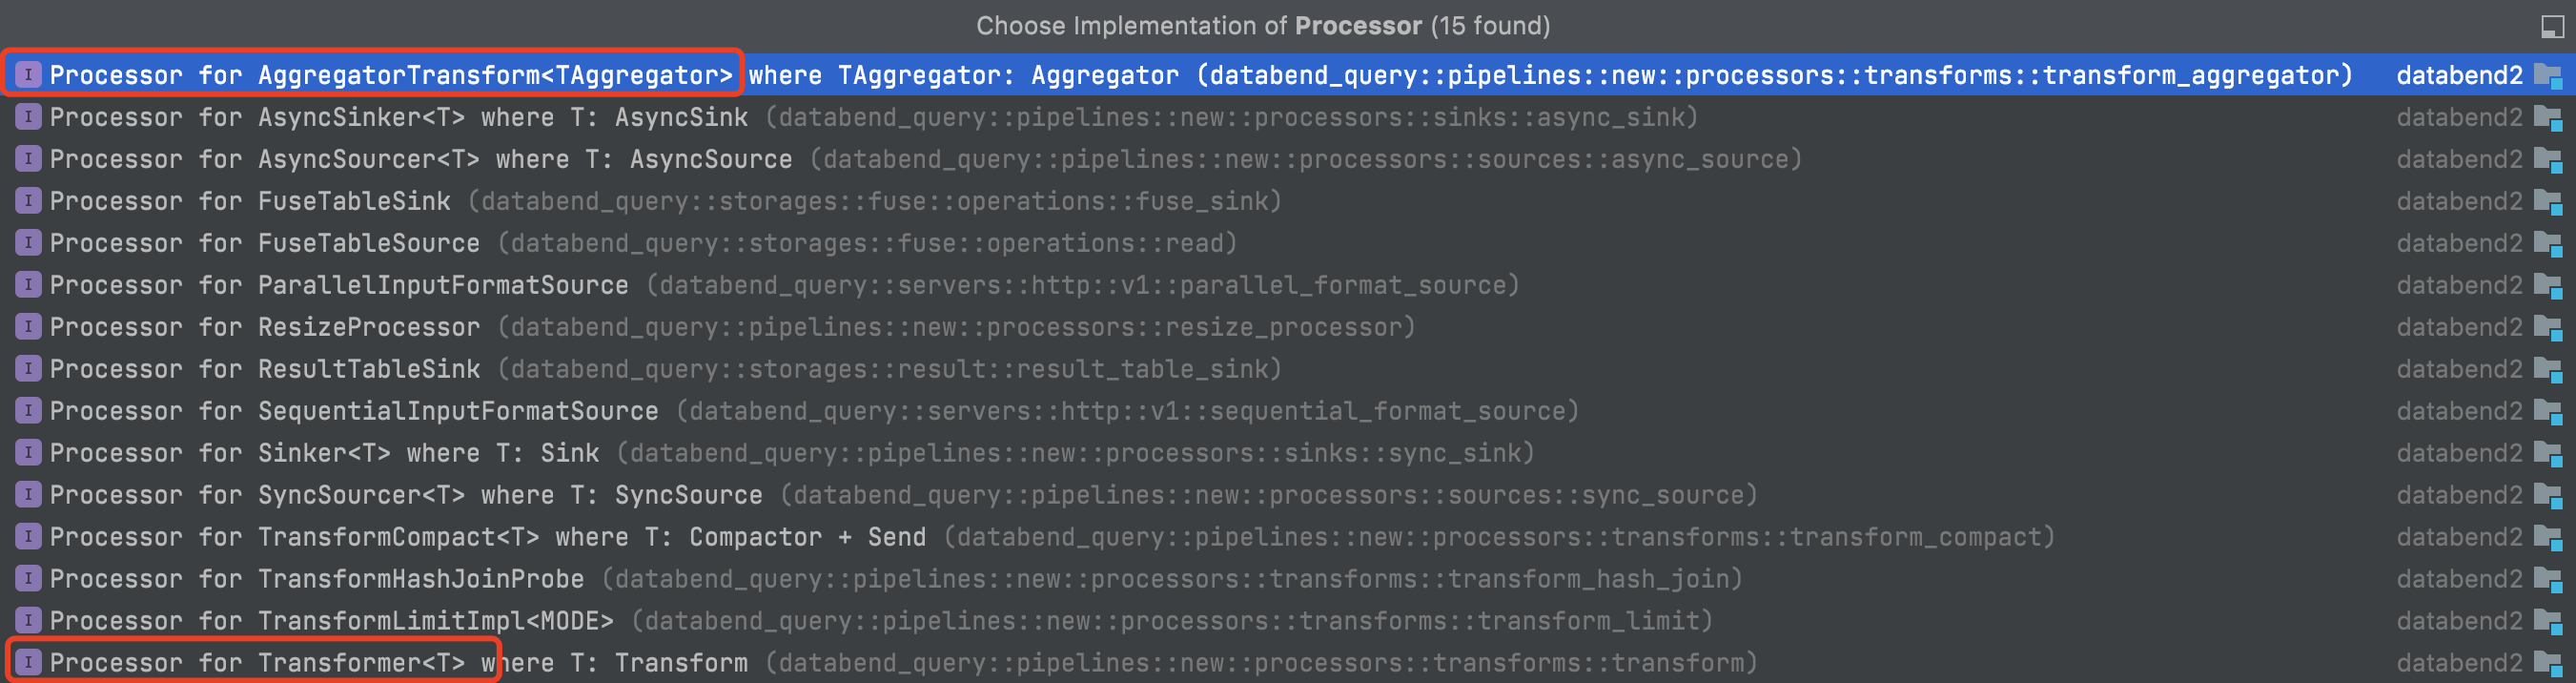 Choose Implementation of Processor (15 found)
I Processor for AggregatorTransform<TAggregator> where TAggregator: Aggregator (databend_query::pipelines::new::processors::transforms::transform_aggregator) databend2
I Processor for AsyncSinker<T> where T: AsyncSink (databend_query::pipelines::new::processors::sinks::async_sink) databend2
I Processor for AsyncSourcer<T> where T: AsyncSource (databend_query::pipelines::new::processors::sources::async_source) databend2
I Processor for FuseTableSink (databend_query::storages::fuse::operations::fuse_sink) databend2
I Processor for FuseTableSource (databend_query::storages::fuse::operations::read) databend2
I Processor for ParallelInputFormatSource (databend_query::servers::http::v1::parallel_format_source) databend2
I Processor for ResizeProcessor (databend_query::pipelines::new::processors::resize_processor) databend2
I Processor for ResultTableSink (databend_query::storages::result::result_table_sink) databend2
I Processor for SequentialInputFormatSource (databend_query::servers::http::v1::sequential_format_source) databend2
I Processor for Sinker<T> where T: Sink (databend_query::pipelines::new::processors::sinks::sync_sink) databend2
I Processor for SyncSourcer<T> where T: SyncSource (databend_query::pipelines::new::processors::sources::sync_source) databend2
I Processor for TransformCompact<T> where T: Compactor + Send (databend_query::pipelines::new::processors::transforms::transform_compact) databend2
I Processor for TransformHashJoinProbe (databend_query::pipelines::new::processors::transforms::transform_hash_join) databend2
I Processor for TransformLimitImpl<MODE> (databend_query::pipelines::new::processors::transforms::transform_limit) databend2
I Processor for Transformer<T> where T: Transform (databend_query::pipelines::new::processors::transforms::transform) databend2